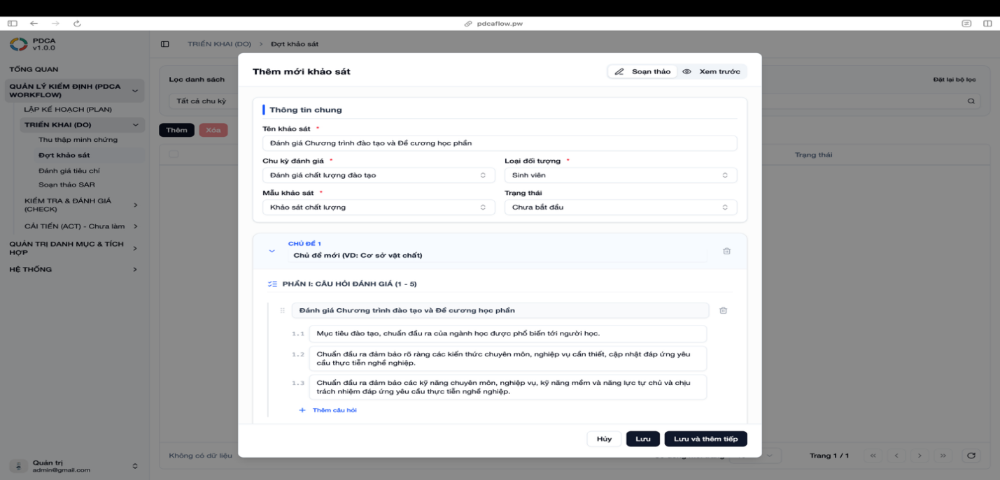 pdcaflow.pw
PDCA
v1.0.0
TỔNG QUAN
QUẢN LÝ KIỂM ĐỊNH (PDCA
WORKFLOW)
LẬP KẾ HOẠCH (PLAN)
TRIỂN KHAI (DO)
Thu thập minh chứng
Đợt khảo sát
Đánh giá tiêu chí
Soạn thảo SAR
KIỂM TRA & ĐÁNH GIÁ
(CHECK)
CẢI TIẾN (ACT) - Chưa làm
QUẢN TRỊ DANH MỤC & TÍCH
HỢP
HỆ THỐNG
Quản trị
admin@gmail.com
TRIỂN KHAI (DO) > Đợt khảo sát
Lọc danh sách
Đặt lại bộ lọc
Tất cả chu kỳ
Thêm
Xóa
Trạng thái
Thêm mới khảo sát
Soạn thảo
Xem trước
Thông tin chung
Tên khảo sát *
Đánh giá Chương trình đào tạo và Đề cương học phần
Chu kỳ đánh giá *
Loại đối tượng *
Đánh giá chất lượng đào tạo
Sinh viên
Mẫu khảo sát *
Trạng thái
Khảo sát chất lượng
Chưa bắt đầu
CHỦ ĐỀ 1
Chủ đề mới (VD: Cơ sở vật chất)
PHẦN I: CÂU HỎI ĐÁNH GIÁ (1 - 5)
Đánh giá Chương trình đào tạo và Đề cương học phần
1.1 Mục tiêu đào tạo, chuẩn đầu ra của ngành học được phổ biến tới người học.
1.2 Chuẩn đầu ra đảm bảo rõ ràng các kiến thức chuyên môn, nghiệp vụ cần thiết, cập nhật đáp ứng yêu
cầu thực tiễn nghề nghiệp.
1.3 Chuẩn đầu ra đảm bảo các kỹ năng chuyên môn, nghiệp vụ, kỹ năng mềm và năng lực tự chủ và chịu
trách nhiệm đáp ứng yêu cầu thực tiễn nghề nghiệp.
+ Thêm câu hỏi
Hủy
Lưu
Lưu và thêm tiếp
Không có dữ liệu
Trang 1 / 1